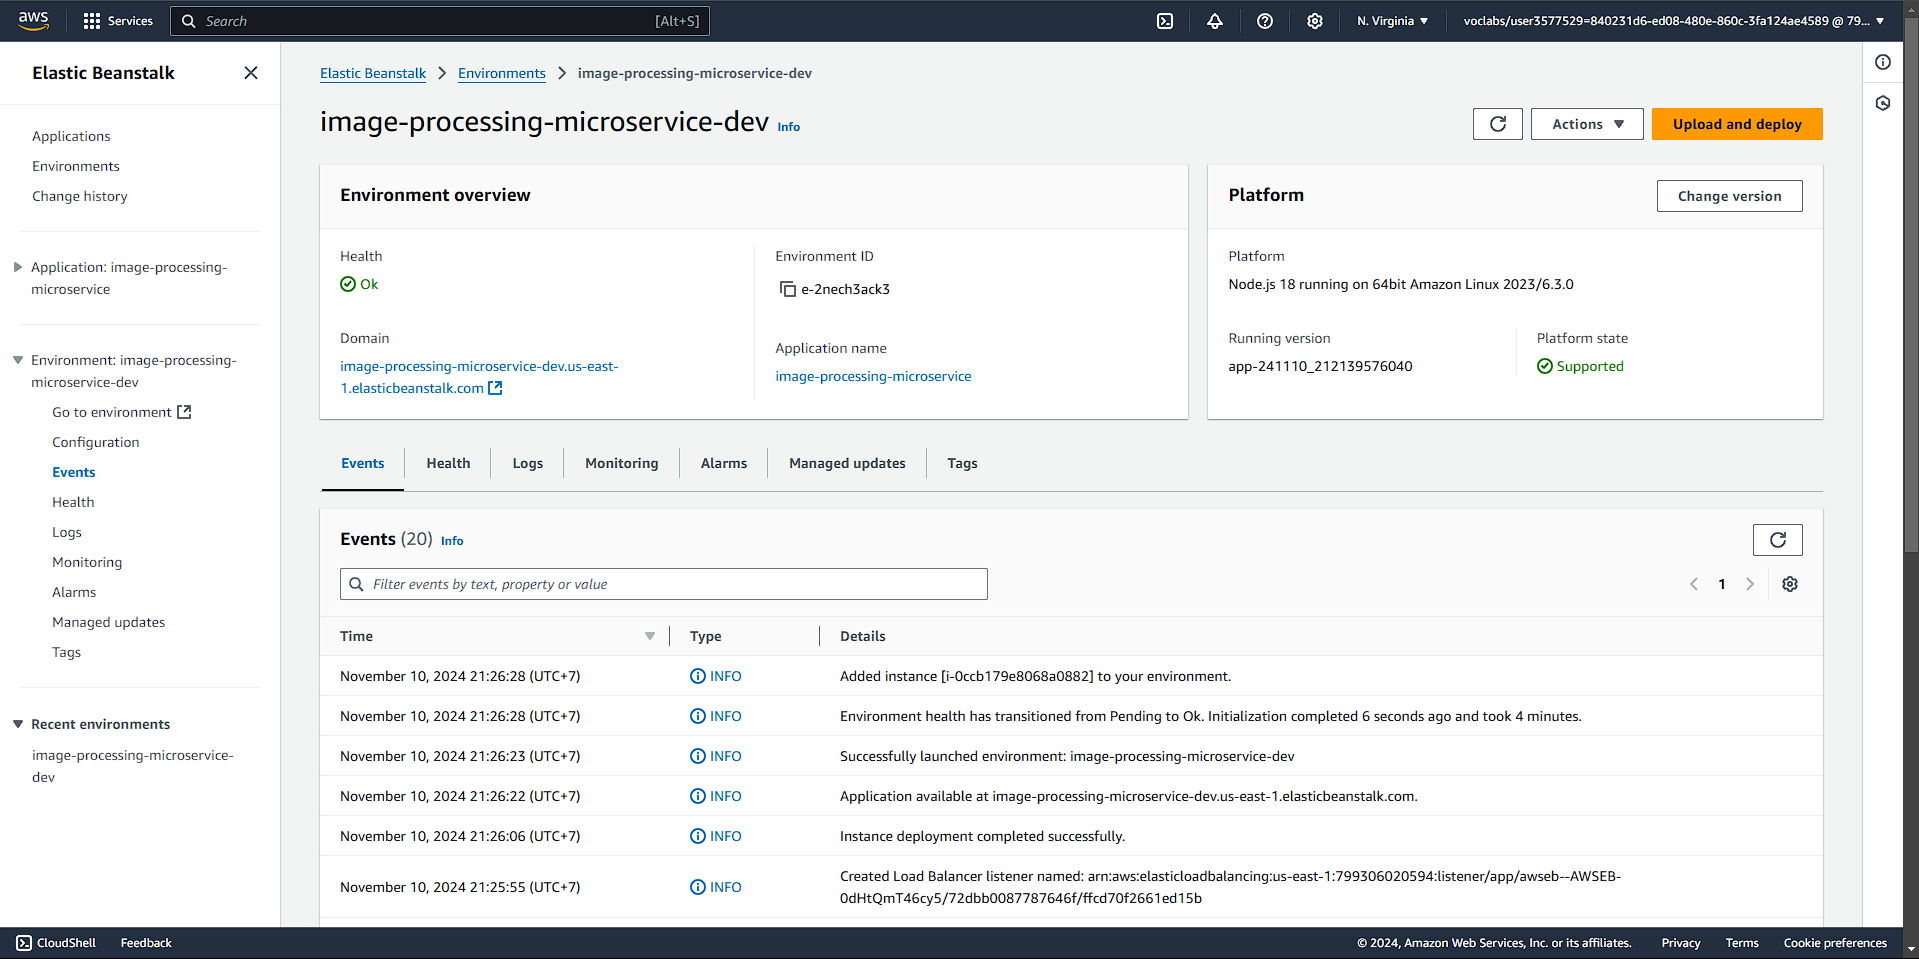 aws
Services
Search
[Alt+S]
N. Virginia
voclabs/user3577529=840231d6-ed08-480e-860c-3fa124ae4589 @ 79...
Elastic Beanstalk
Applications
Environments
Change history
Application: image-processing-
microservice
Environment: image-processing-
microservice-dev
Go to environment
Configuration
Events
Health
Logs
Monitoring
Alarms
Managed updates
Tags
Recent environments
image-processing-microservice-
dev
Elastic Beanstalk > Environments > image-processing-microservice-dev
image-processing-microservice-dev Info
Actions
Upload and deploy
Environment overview
Health
Ok
Domain
image-processing-microservice-dev.us-east-
1.elasticbeanstalk.com
Environment ID
e-2nech3ack3
Application name
image-processing-microservice
Platform
Change version
Platform
Node.js 18 running on 64bit Amazon Linux 2023/6.3.0
Running version
app-241110_212139576040
Platform state
Supported
Events
Health
Logs
Monitoring
Alarms
Managed updates
Tags
Events (20) Info
Filter events by text, property or value
1
Time Type Details
November 10, 2024 21:26:28 (UTC+7) INFO Added instance [i-0ccb179e8068a0882] to your environment.
November 10, 2024 21:26:28 (UTC+7) INFO Environment health has transitioned from Pending to Ok. Initialization completed 6 seconds ago and took 4 minutes.
November 10, 2024 21:26:23 (UTC+7) INFO Successfully launched environment: image-processing-microservice-dev
November 10, 2024 21:26:22 (UTC+7) INFO Application available at image-processing-microservice-dev.us-east-1.elasticbeanstalk.com.
November 10, 2024 21:26:06 (UTC+7) INFO Instance deployment completed successfully.
November 10, 2024 21:25:55 (UTC+7) INFO Created Load Balancer listener named: arn:aws:elasticloadbalancing:us-east-1:799306020594:listener/app/awseb--AWSEB-
0dHtQmT46cy5/72dbb0087787646f/ffcd70f2661ed15b
CloudShell
Feedback
© 2024, Amazon Web Services, Inc. or its affiliates.
Privacy
Terms
Cookie preferences